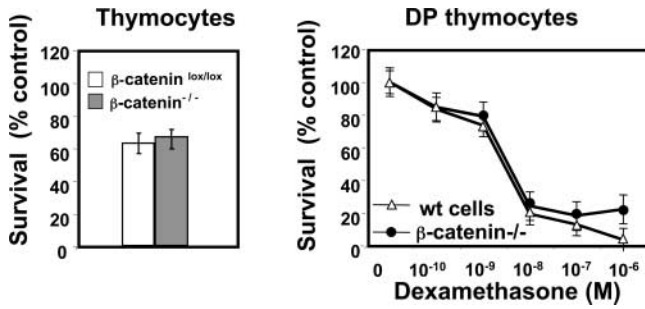 Thymocytes
Survival (% control)
120
100
80
60
40
20
0
β-catenin lox/lox
β-catenin-/-
DP thymocytes
Survival (% control)
120
100
80
60
40
20
0
wt cells
β-catenin-/-
0 10-10 10-9 10-8 10-7 10-6
Dexamethasone (M)